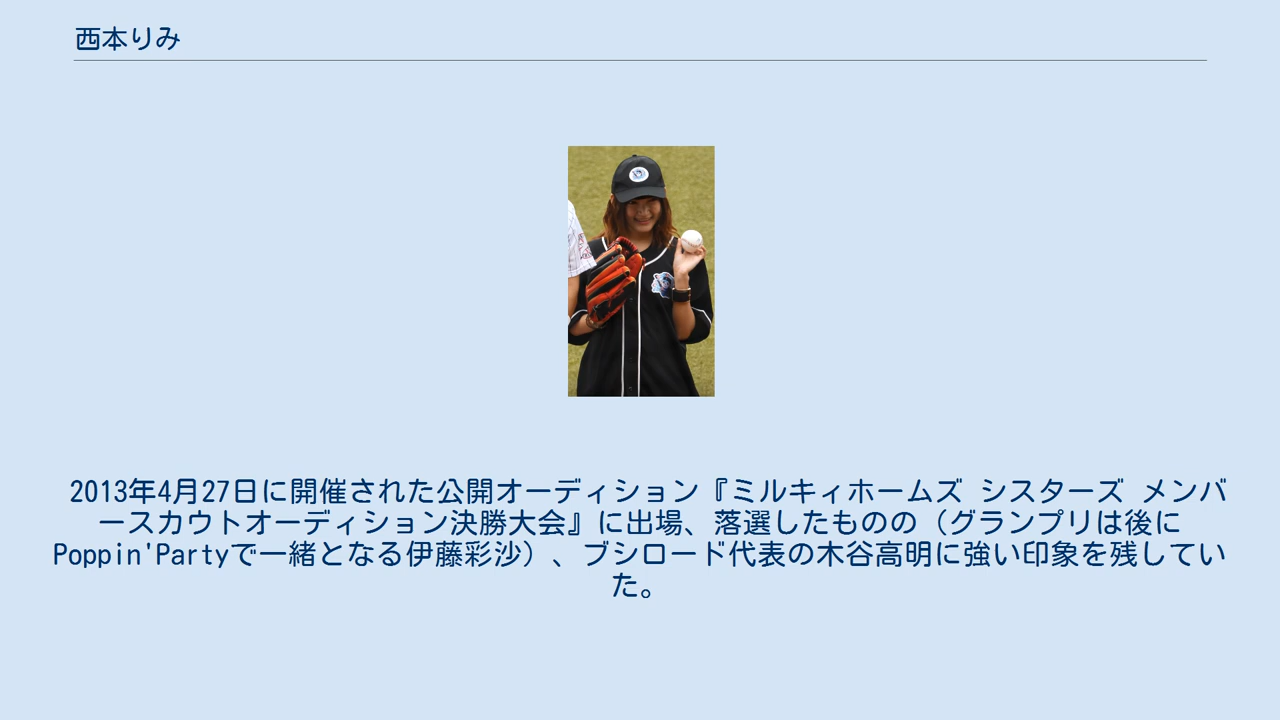 西本りみ
2013年4月27日に開催された公開オーディション『ミルキィホームズ シスターズ メンバ
ースカウトオーディション決勝大会』に出場、落選したものの（グランプリは後に
Poppin'Partyで一緒となる伊藤彩沙）、ブシロード代表の木谷高明に強い印象を残してい
た。